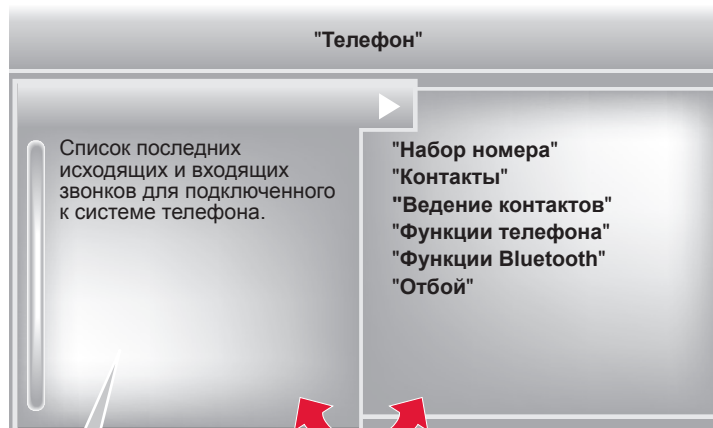 "Телефон"
Список последних
исходящих и входящих
звонков для подключенного
к системе телефона.
"Набор номера"
"Контакты"
"Ведение контактов"
"Функции телефона"
"Функции Bluetooth"
"Отбой"